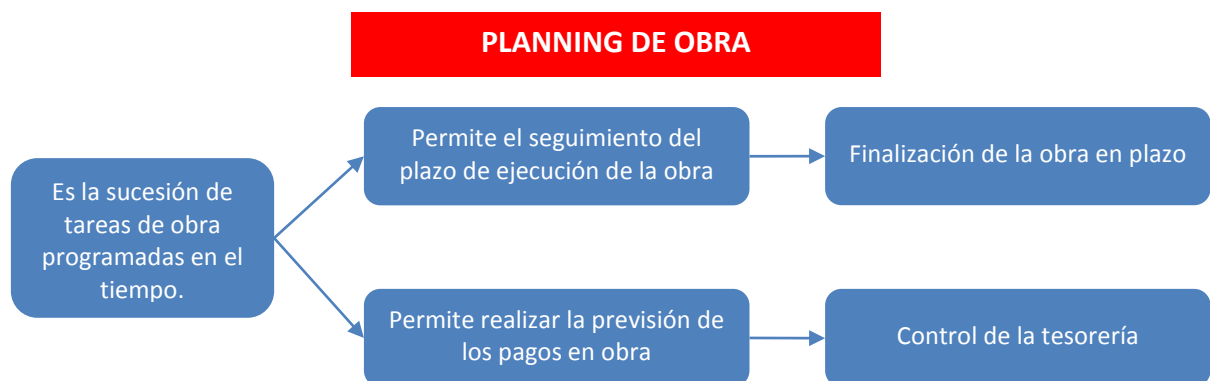 PLANNING DE OBRA
Es la sucesión de
tareas de obra
programadas en el
tiempo.
Permite el seguimiento del
plazo de ejecución de la obra
Finalización de la obra en plazo
Permite realizar la previsión de
los pagos en obra
Control de la tesorería